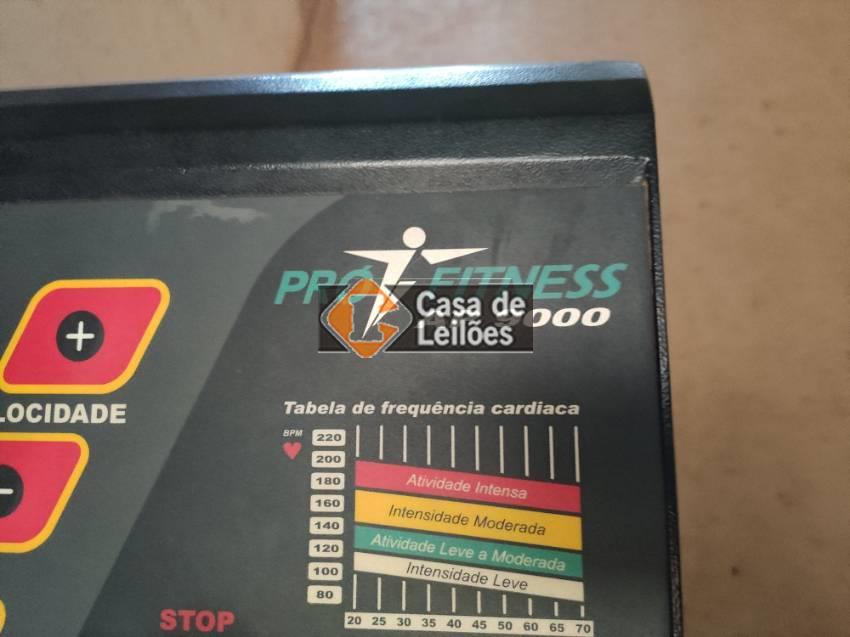 PRÓ FITNESS
Casa de
Leilões
9000
LOCIDADE
Tabela de frequência cardiaca
BPM
220
200
180
160
140
120
100
80
Atividade Intensa
Intensidade Moderada
Atividade Leve a Moderada
Intensidade Leve
20 25 30 35 40 45 50 55 60 65 70
STOP